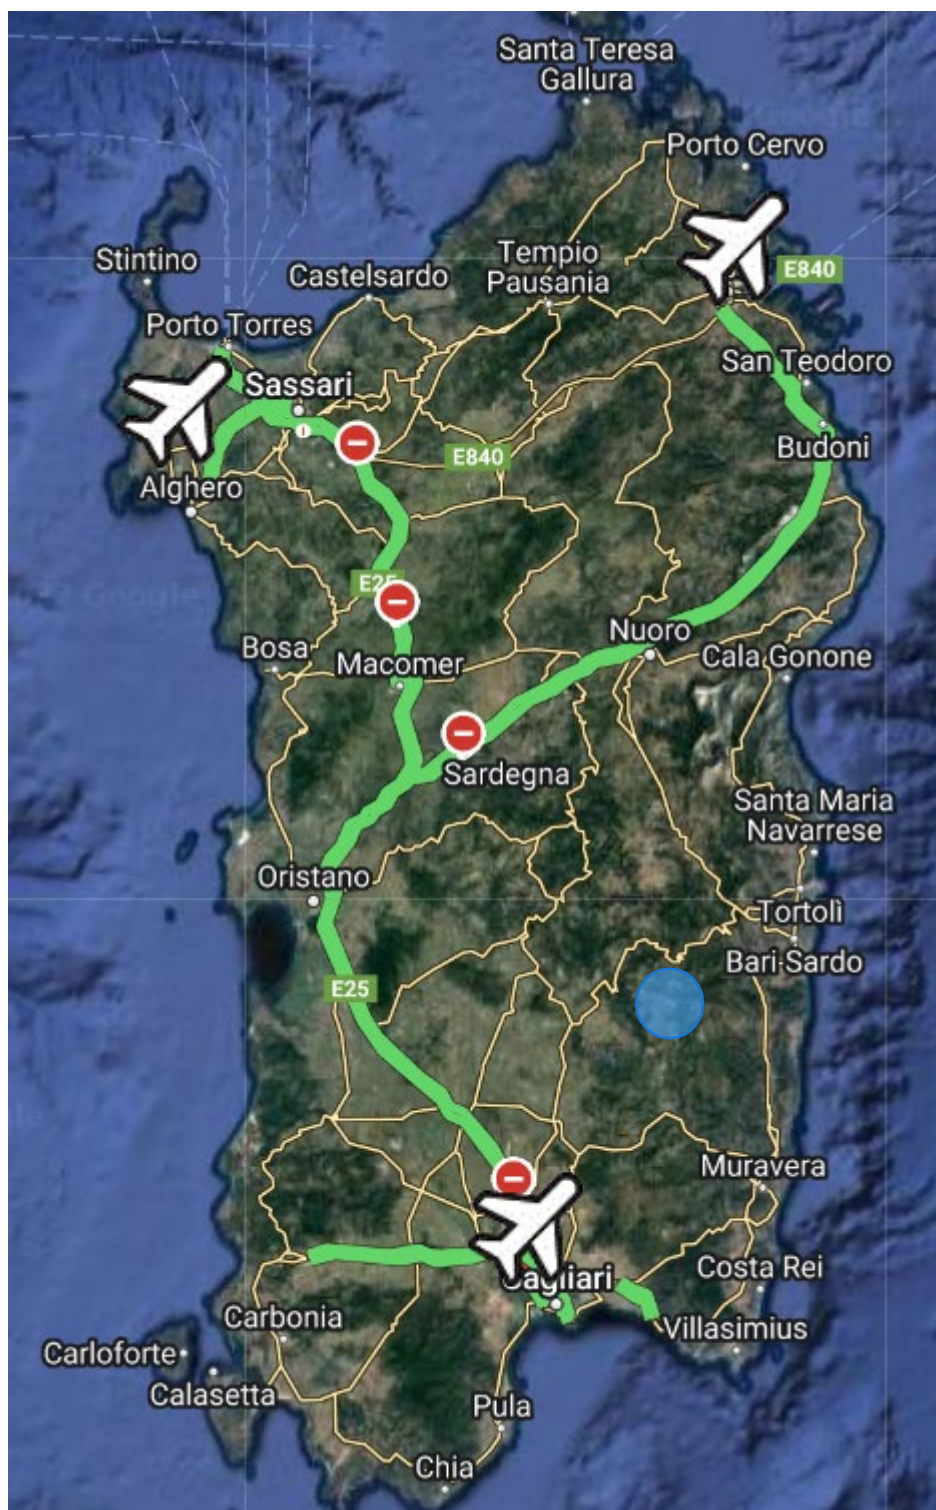 Santa Teresa
Gallura
Porto Cervo
Tempio
Pausania
E840
Stintino
Castelsardo
Porto Torres
San Teodoro
Sassari
Budoni
E840
Alghero
Nuoro
Bosa
Macomer
Cala Gonone
Sardegna
Santa Maria
Navarrese
Oristano
Tortolì
Bari Sardo
E25
Muravera
Costa Rei
Cagliari
Carbonia
Villasimius
Carloforte
Calasetta
Pula
Chia